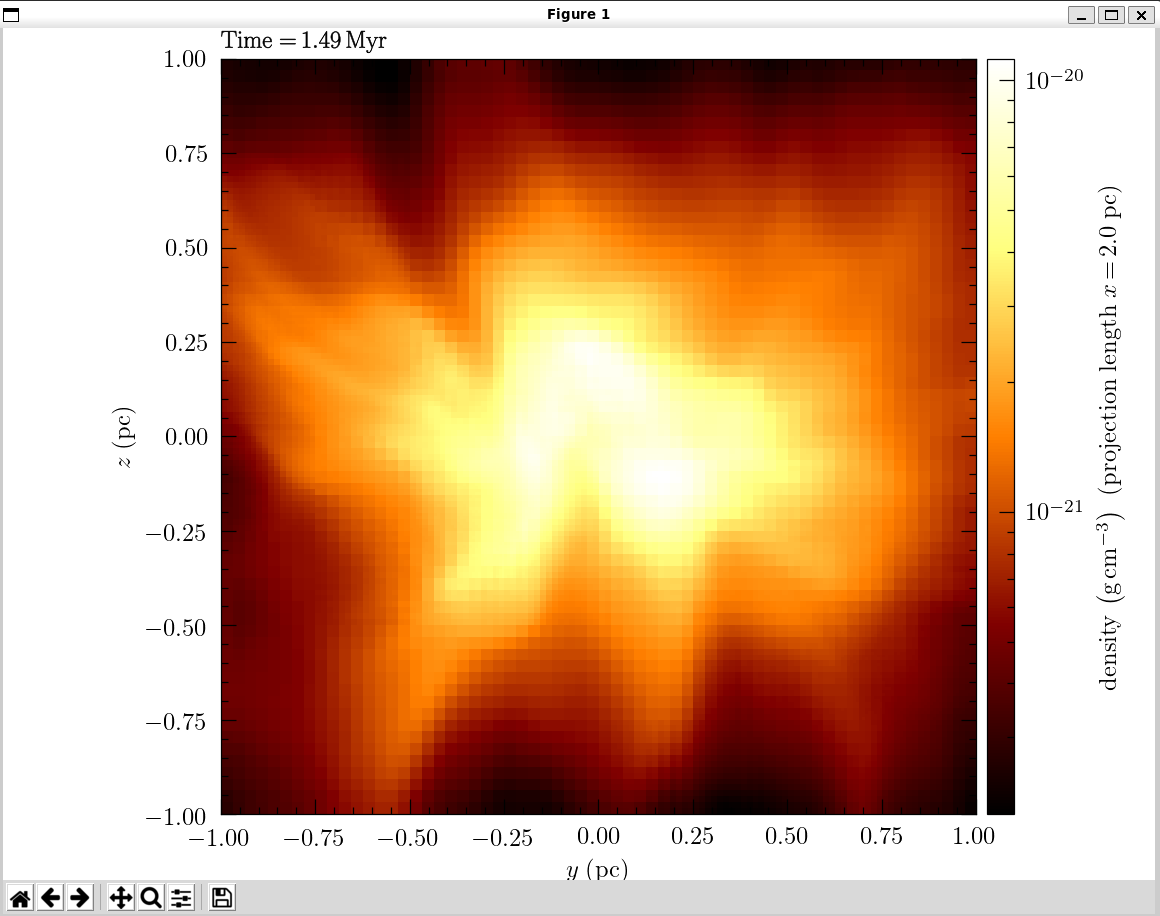 Figure 1
Time = 1.49 Myr
1.00
0.75
0.50
0.25
0.00
−0.25
−0.50
−0.75
−1.00
z (pc)
−1.00 −0.75 −0.50 −0.25 0.00 0.25 0.50 0.75 1.00
y (pc)
10⁻²⁰
10⁻²¹
density (g cm⁻³) (projection length x = 2.0 pc)